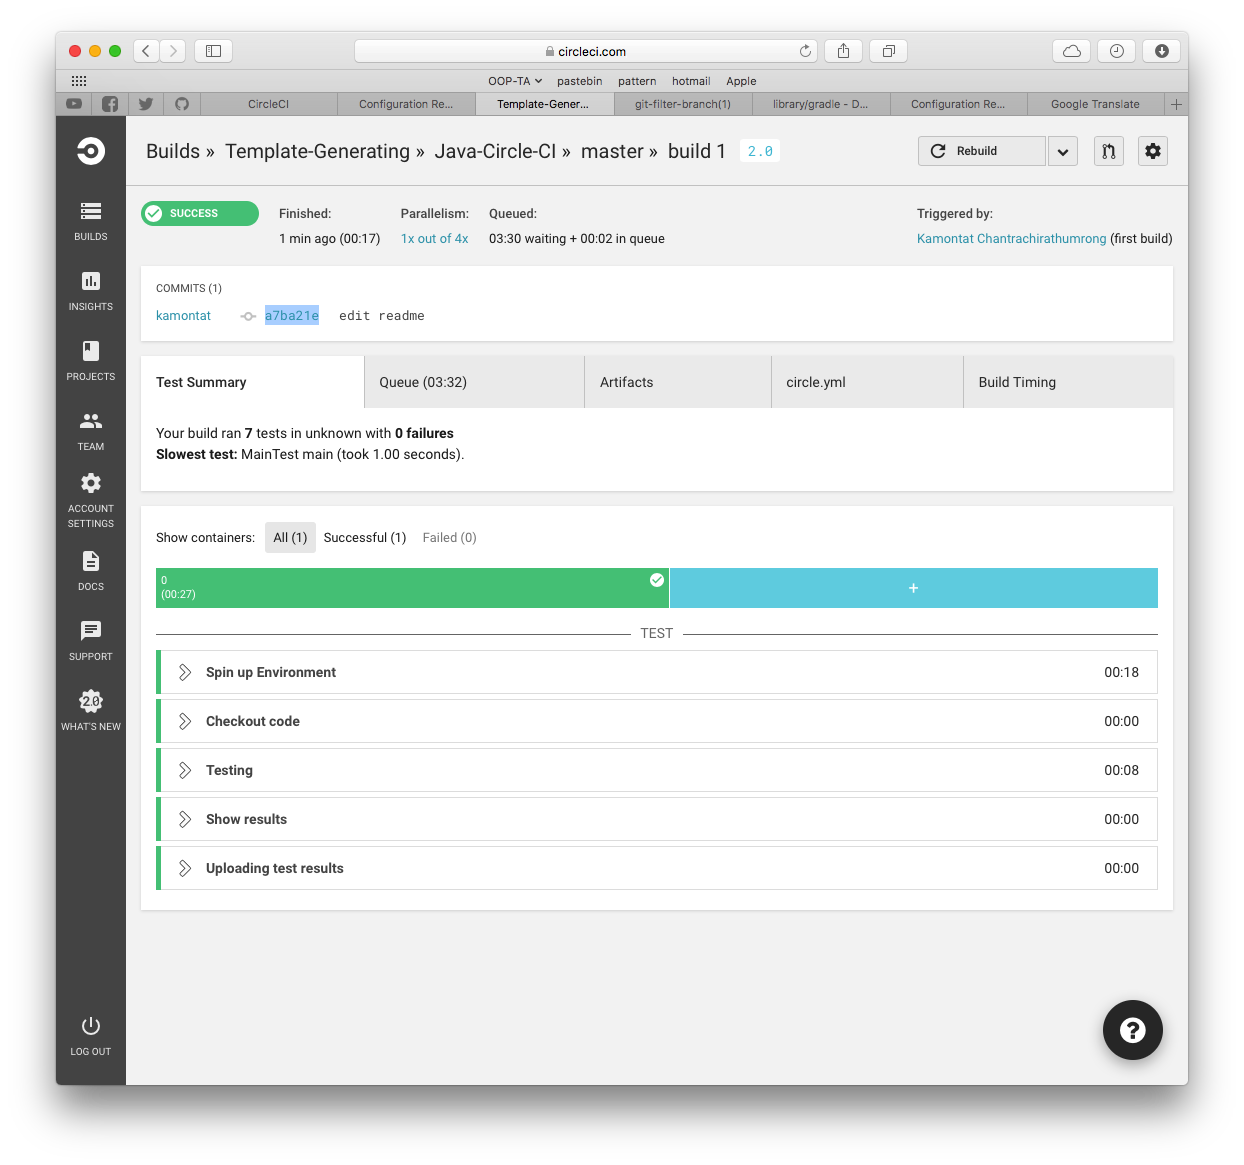 circleci.com
OOP-TA pastebin pattern hotmail Apple
CircleCI Configuration Re... Template-Gener... git-filter-branch(1) library/gradle - D... Configuration Re... Google Translate
Builds » Template-Generating » Java-Circle-CI » master » build 1 2.0
Rebuild
BUILDS
INSIGHTS
PROJECTS
TEAM
ACCOUNT
SETTINGS
DOCS
SUPPORT
2.0
WHAT'S NEW
LOG OUT
SUCCESS
Finished: Parallelism: Queued: Triggered by:
1 min ago (00:17) 1x out of 4x 03:30 waiting + 00:02 in queue Kamontat Chantrachirathumrong (first build)
COMMITS (1)
kamontat a7ba21e edit readme
Test Summary Queue (03:32) Artifacts circle.yml Build Timing
Your build ran 7 tests in unknown with 0 failures
Slowest test: MainTest main (took 1.00 seconds).
Show containers: All (1) Successful (1) Failed (0)
0
(00:27)
+
TEST
Spin up Environment 00:18
Checkout code 00:00
Testing 00:08
Show results 00:00
Uploading test results 00:00
?